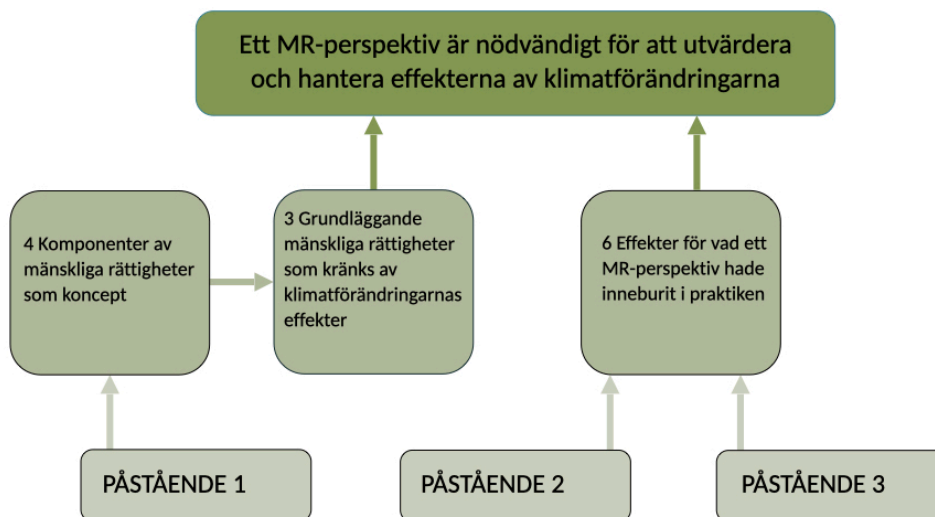 Ett MR-perspektiv är nödvändigt för att utvärdera
och hantera effekterna av klimatförändringarna
4 Komponenter av
mänskliga rättigheter
som koncept
3 Grundläggande
mänskliga rättigheter
som kränks av
klimatförändringarnas
effekter
6 Effekter för vad ett
MR-perspektiv hade
inneburit i praktiken
PÅSTÅENDE 1
PÅSTÅENDE 2
PÅSTÅENDE 3